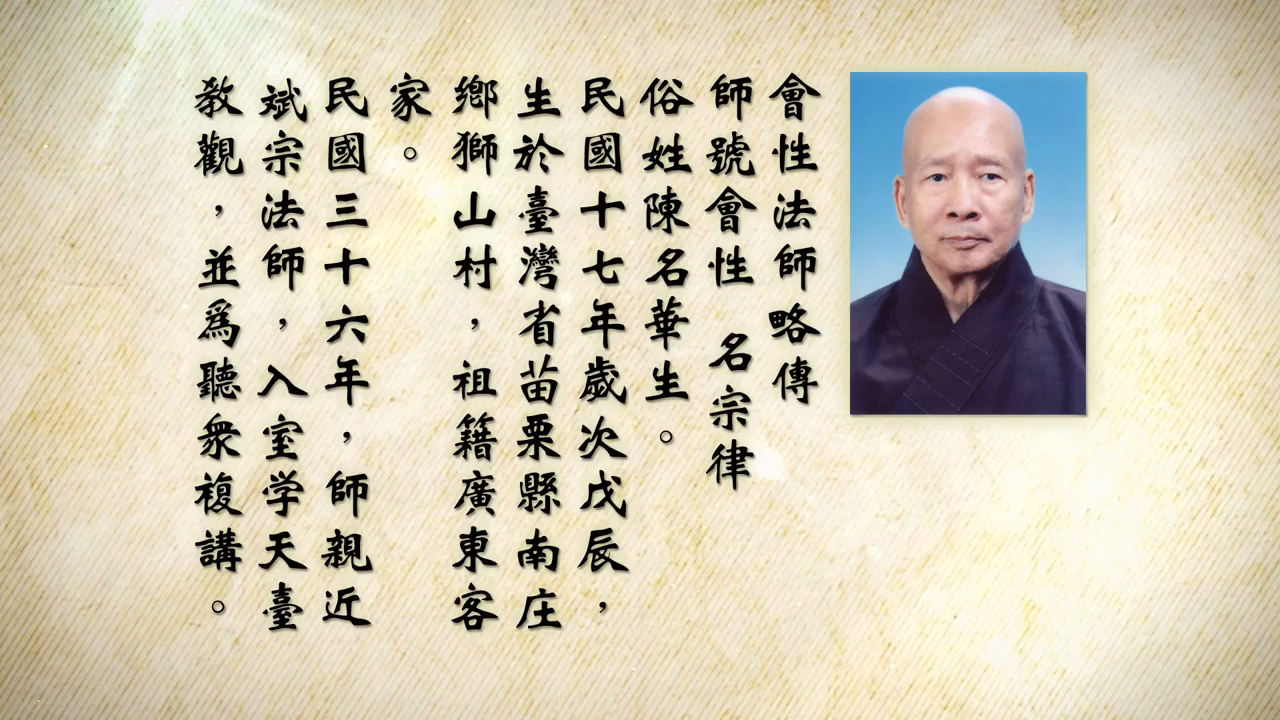 會性法師略傳
師號會性 名宗律
俗姓陳名華生。
民國十七年歲次戊辰，
生於臺灣省苗栗縣南庄
鄉獅山村，祖籍廣東客
家。
民國三十六年，師親近
斌宗法師，入室学天臺
教觀，並爲聽衆複講。